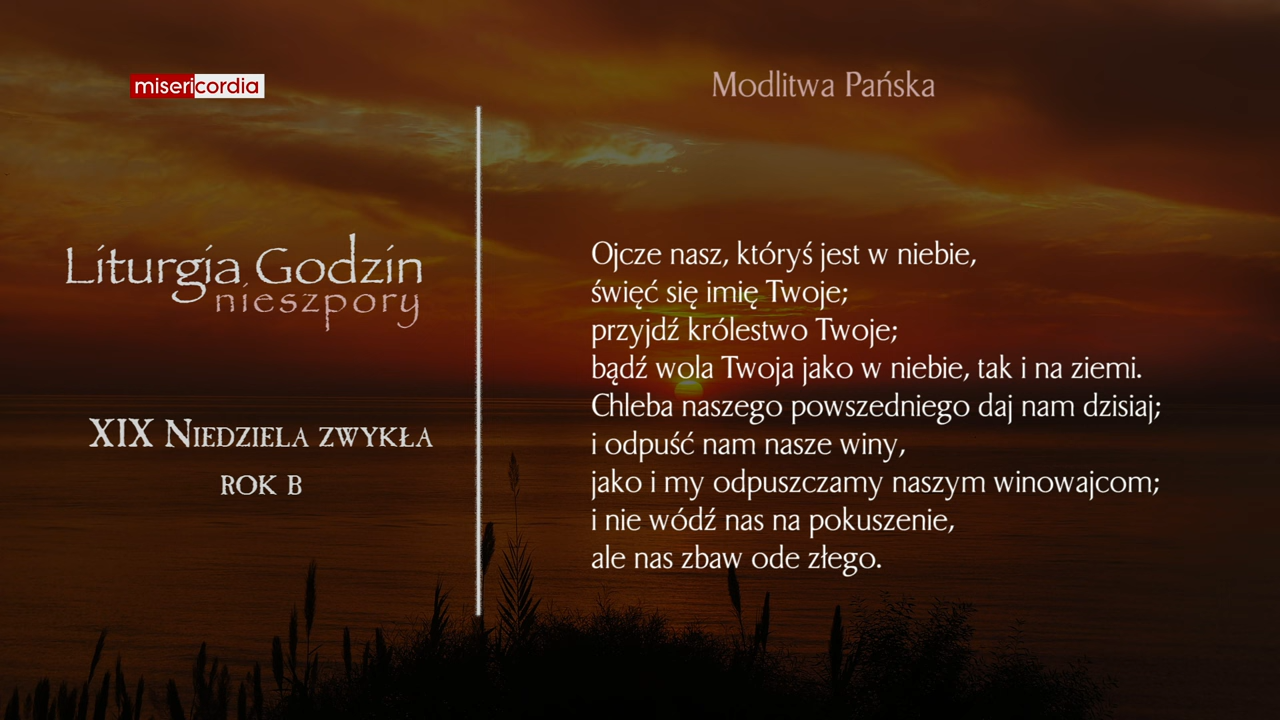 misericordia
Liturgia Godzin
nieszpory
XIX Niedziela zwykła
rok B
Modlitwa Pańska
Ojcze nasz, któryś jest w niebie,
święć się imię Twoje;
przyjdź królestwo Twoje;
bądź wola Twoja jako w niebie, tak i na ziemi.
Chleba naszego powszedniego daj nam dzisiaj;
i odpuść nam nasze winy,
jako i my odpuszczamy naszym winowajcom;
i nie wódź nas na pokuszenie,
ale nas zbaw ode złego.